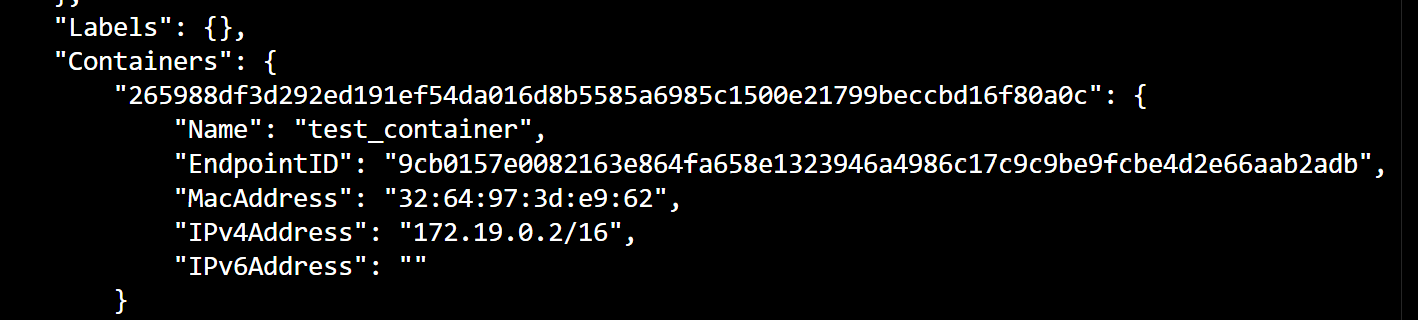 },
"Labels": {},
"Containers": {
"265988df3d292ed191ef54da016d8b5585a6985c1500e21799beccbd16f80a0c": {
"Name": "test_container",
"EndpointID": "9cb0157e0082163e864fa658e1323946a4986c17c9c9be9fcbe4d2e66aab2adb",
"MacAddress": "32:64:97:3d:e9:62",
"IPv4Address": "172.19.0.2/16",
"IPv6Address": ""
}